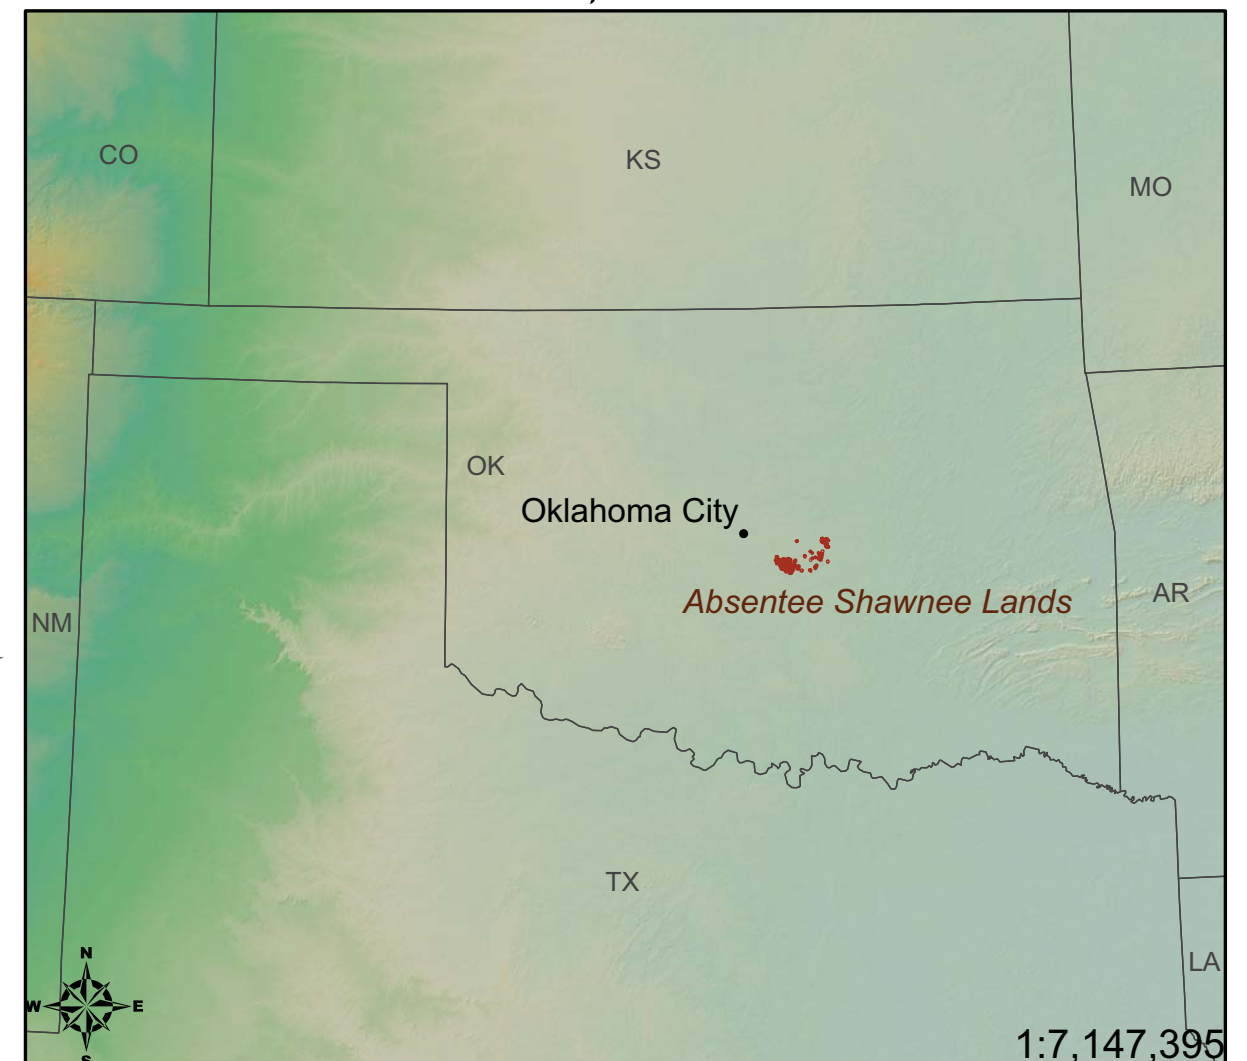 CO
KS
MO
OK
Oklahoma City
Absentee Shawnee Lands
AR
NM
TX
LA
N
W E
S
1:7,147,395